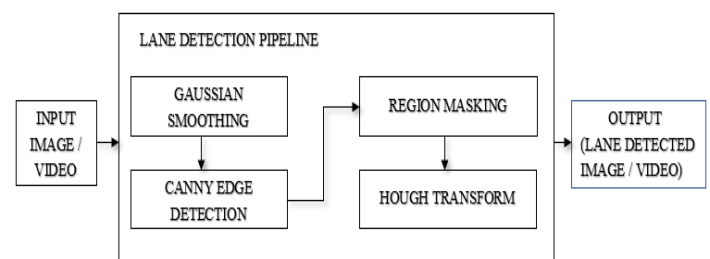 LANE DETECTION PIPELINE
INPUT
IMAGE /
VIDEO
GAUSSIAN
SMOOTHING
CANNY EDGE
DETECTION
REGION MASKING
HOUGH TRANSFORM
OUTPUT
(LANE DETECTED
IMAGE / VIDEO)